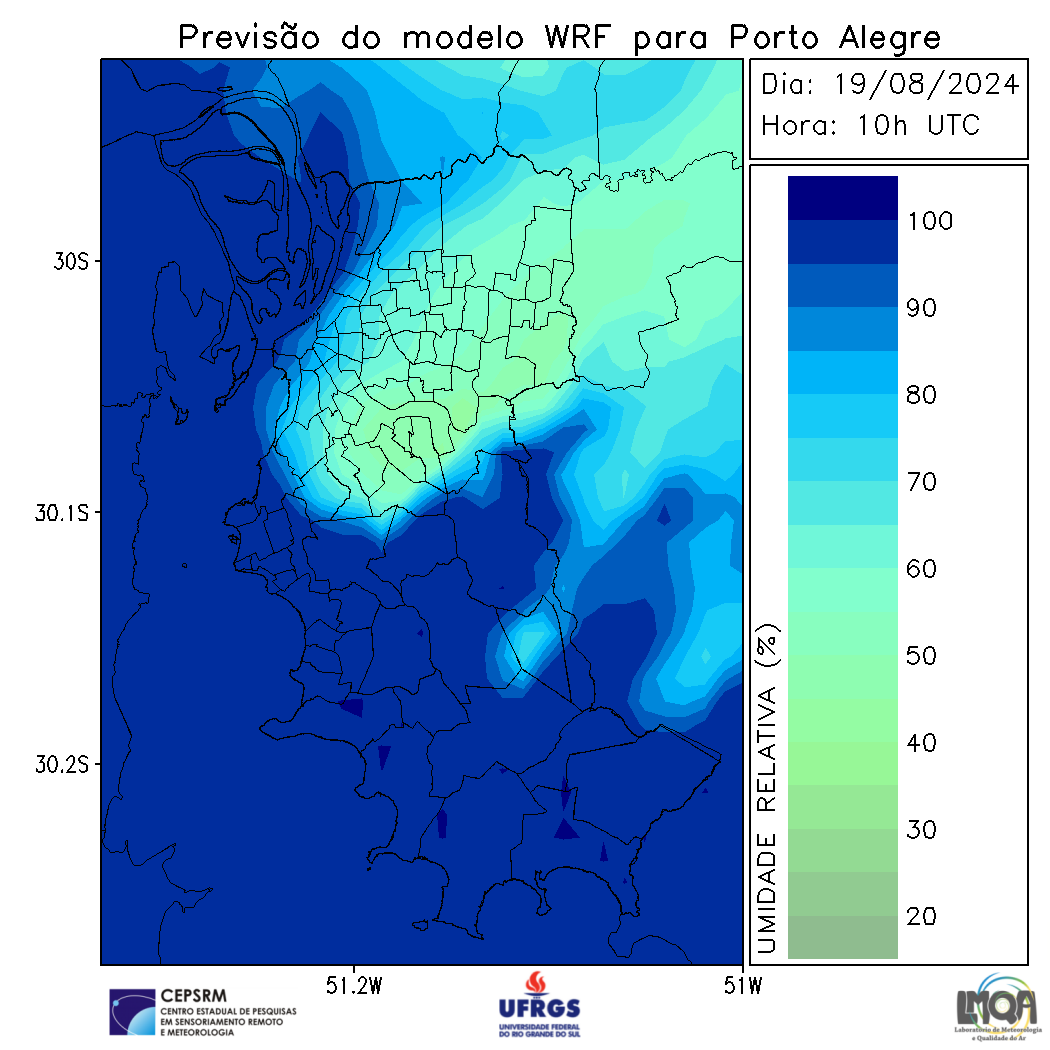 Previsão do modelo WRF para Porto Alegre
Dia: 19/08/2024
Hora: 10h UTC
30S
30.1S
30.2S
51.2W
51W
100
90
80
70
60
50
40
30
20
UMIDADE RELATIVA (%)
CEPSRM
CENTRO ESTADUAL DE PESQUISAS
EM SENSORIAMENTO REMOTO
E METEOROLOGIA
UFRGS
UNIVERSIDADE FEDERAL
DO RIO GRANDE DO SUL
LMQA
Laboratório de Meteorologia
e Qualidade do Ar